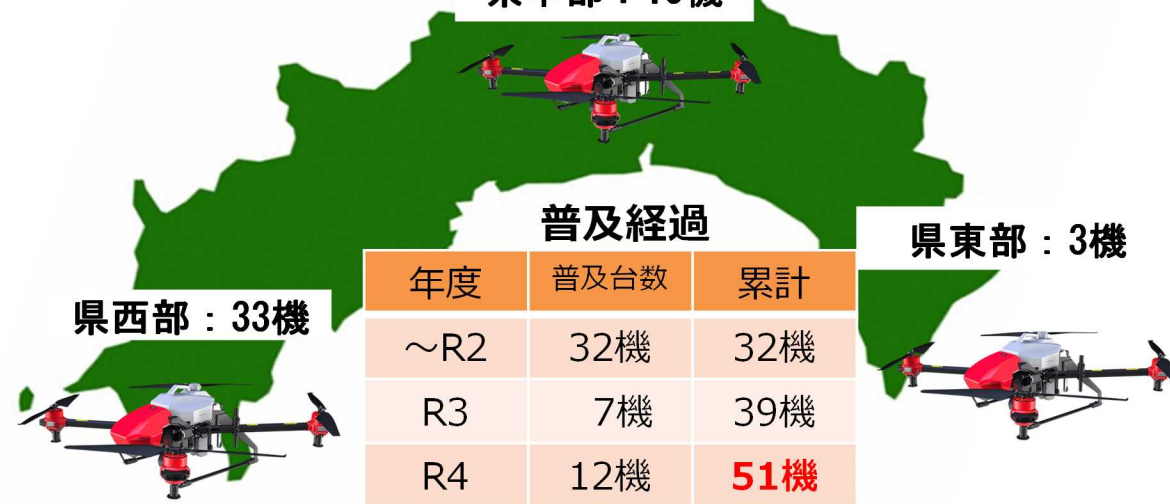 普及経過
県東部：3機
県西部：33機
年度 普及台数 累計
～R2 32機 32機
R3 7機 39機
R4 12機 51機